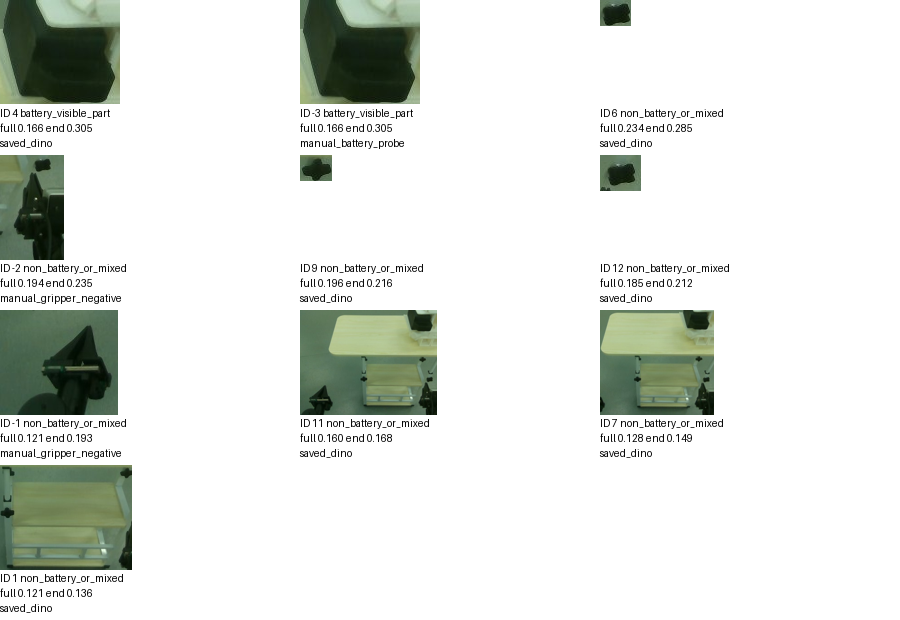 ID 4 battery_visible_part
full 0.166 end 0.305
saved_dino
ID -3 battery_visible_part
full 0.166 end 0.305
manual_battery_probe
ID 6 non_battery_or_mixed
full 0.234 end 0.285
saved_dino
ID -2 non_battery_or_mixed
full 0.194 end 0.235
manual_gripper_negative
ID 9 non_battery_or_mixed
full 0.196 end 0.216
saved_dino
ID 12 non_battery_or_mixed
full 0.185 end 0.212
saved_dino
ID -1 non_battery_or_mixed
full 0.121 end 0.193
manual_gripper_negative
ID 11 non_battery_or_mixed
full 0.160 end 0.168
saved_dino
ID 7 non_battery_or_mixed
full 0.128 end 0.149
saved_dino
ID 1 non_battery_or_mixed
full 0.121 end 0.136
saved_dino